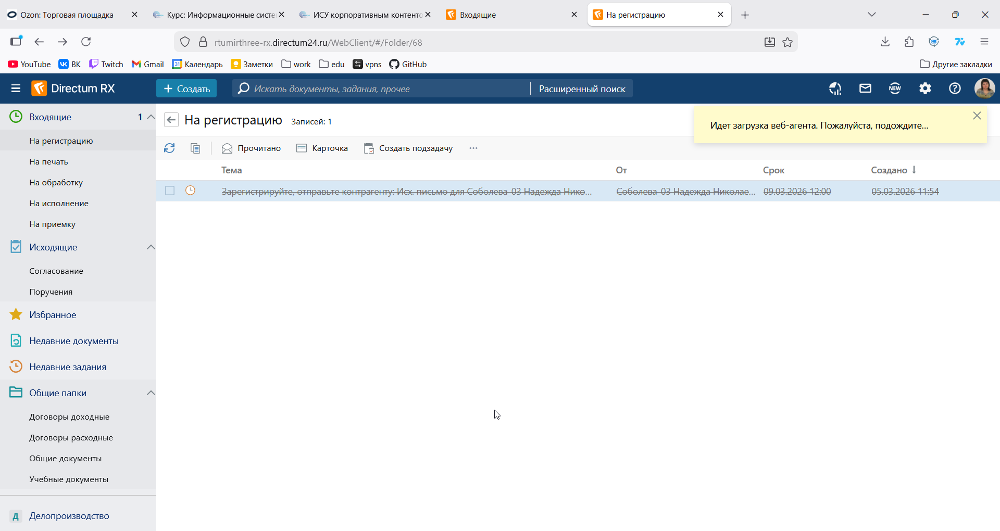 Ozon: Торговая площадка
Курс: Информационные систе
ИСУ корпоративным контенто
Входящие
На регистрацию
rtumirthree-rx.directum24.ru/WebClient/#/Folder/68
YouTube
ВК
Twitch
Gmail
31
Календарь
Заметки
work
edu
vpns
GitHub
Другие закладки
Directum RX
Создать
Искать документы, задания, прочее
Расширенный поиск
NEW
Входящие 1
На регистрацию
На печать
На обработку
На исполнение
На приемку
Исходящие
Согласование
Поручения
Избранное
Недавние документы
Недавние задания
Общие папки
Договоры доходные
Договоры расходные
Общие документы
Учебные документы
Д Делопроизводство
На регистрацию Записей: 1
Идет загрузка веб-агента. Пожалуйста, подождите...
Прочитано
Карточка
Создать подзадачу
Тема От Срок Создано
Зарегистрируйте, отправьте контрагенту: Исх. письмо для Соболева_03 Надежда Нико... Соболева_03 Надежда Николае... 09.03.2026 12:00 05.03.2026 11:54